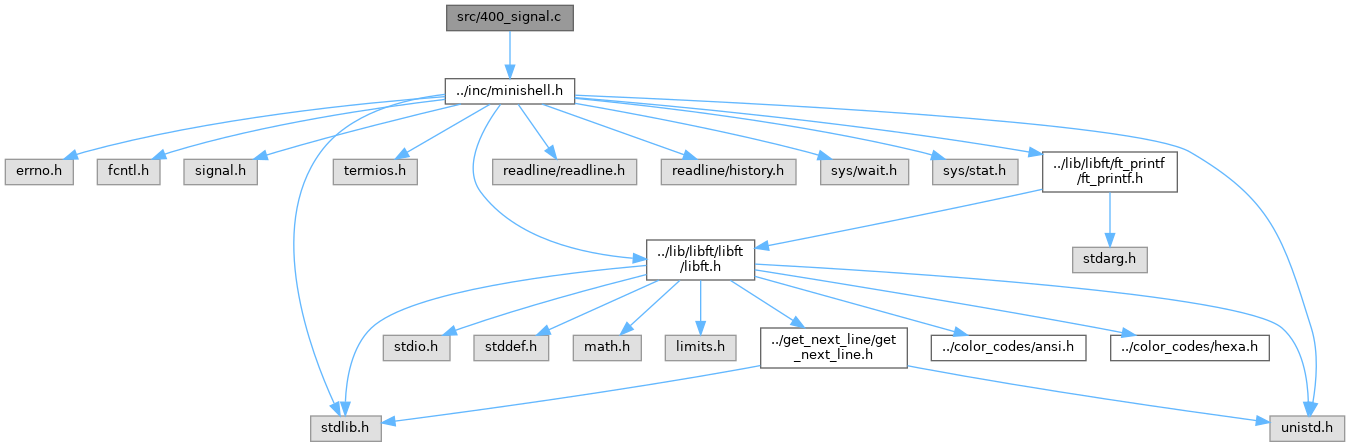 src/400_signal.c
../inc/minishell.h
errno.h
fcntl.h
signal.h
termios.h
readline/readline.h
readline/history.h
sys/wait.h
sys/stat.h
../lib/libft/ft_printf
/ft_printf.h
../lib/libft/libft
/libft.h
stdarg.h
stdio.h
stddef.h
math.h
limits.h
../get_next_line/get
_next_line.h
../color_codes/ansi.h
../color_codes/hexa.h
stdlib.h
unistd.h